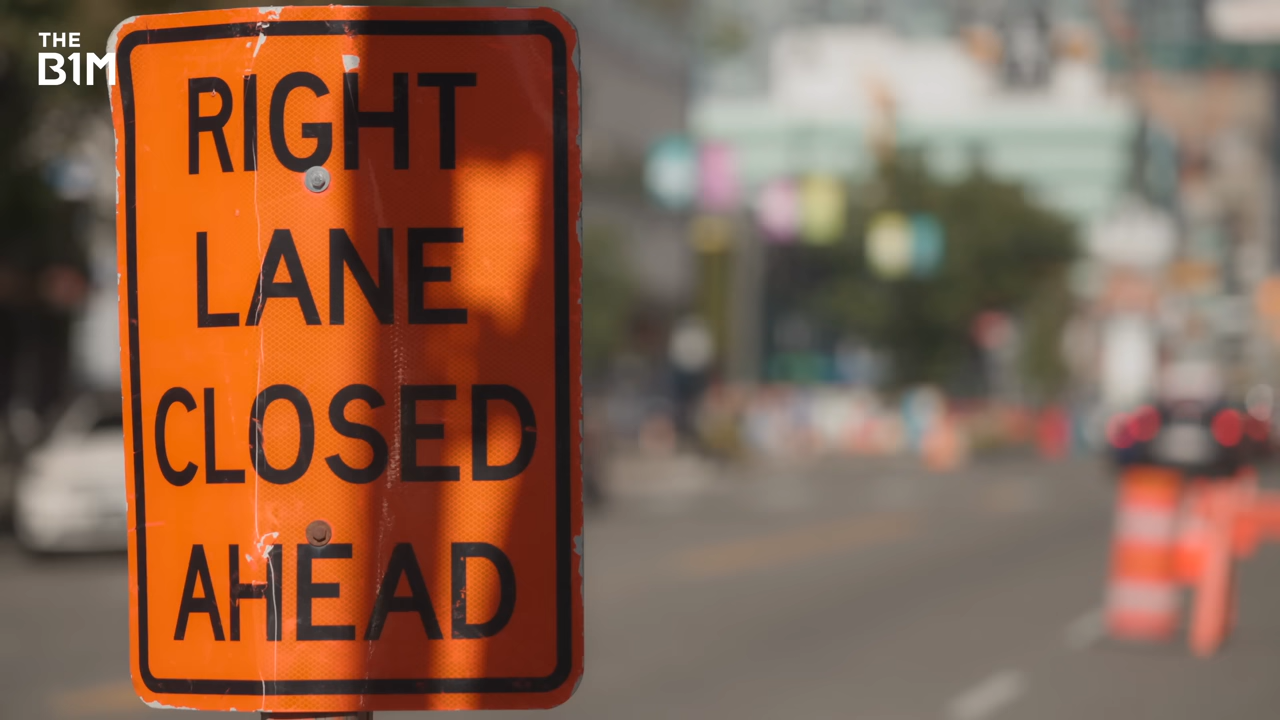 THE
B1M
RIGHT
LANE
CLOSED
AHEAD